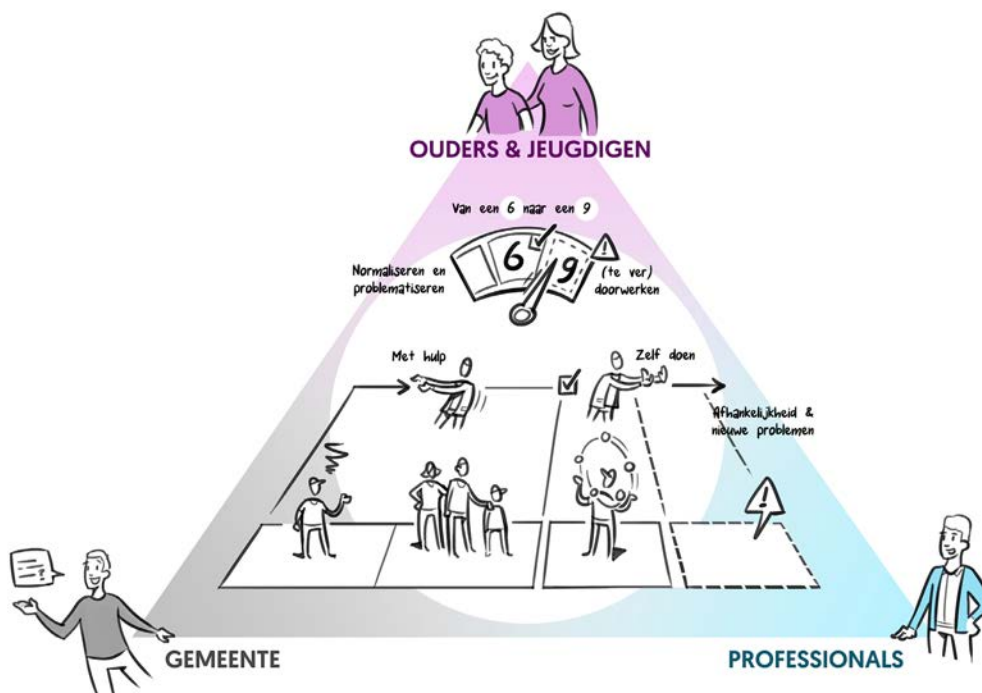 OUDERS & JEUGDIGEN
Van een 6 naar een 9
Normaliseren en
problematiseren
6
9
(te ver)
doorwerken
Met hulp
Zelf doen
Afhankelijkheid &
nieuwe problemen
!
GEMEENTE
PROFESSIONALS